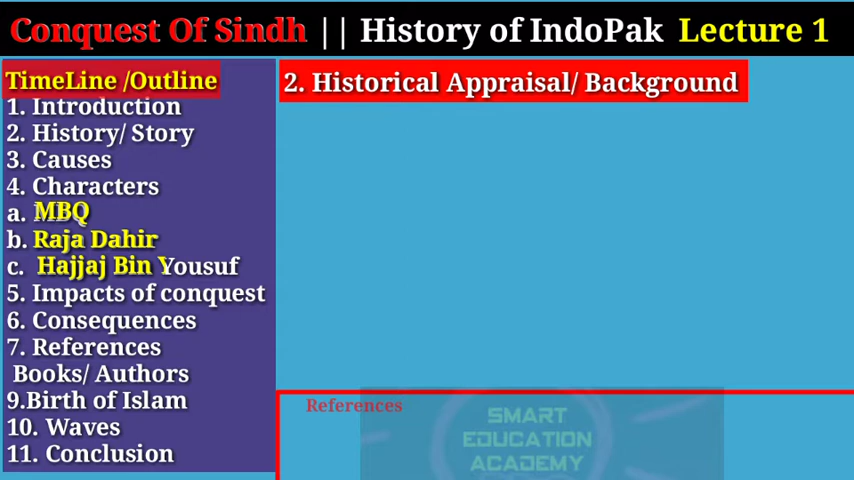 Conquest Of Sindh || History of IndoPak Lecture 1
TimeLine /Outline
1. Introduction
2. History/ Story
3. Causes
4. Characters
a. MBQ
b. Raja Dahir
c. Hajjaj Bin Yousuf
5. Impacts of conquest
6. Consequences
7. References
Books/ Authors
9.Birth of Islam
10. Waves
11. Conclusion
2. Historical Appraisal/ Background
References
SMART
EDUCATION
ACADEMY